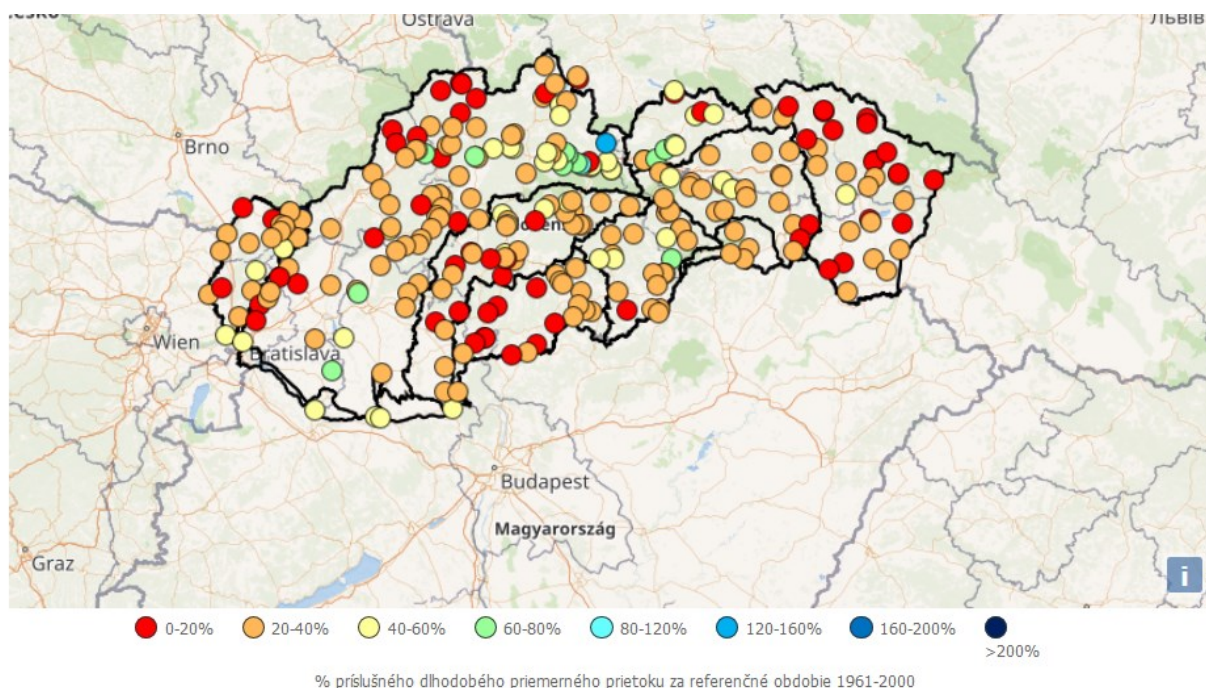 Ostrava
Львів
Brno
Wien
Bratislava
Budapest
Magyarország
Graz
i
0-20%
20-40%
40-60%
60-80%
80-120%
120-160%
160-200%
>200%
% príslušného dlhodobého priemerného prietoku za referenčné obdobie 1961-2000